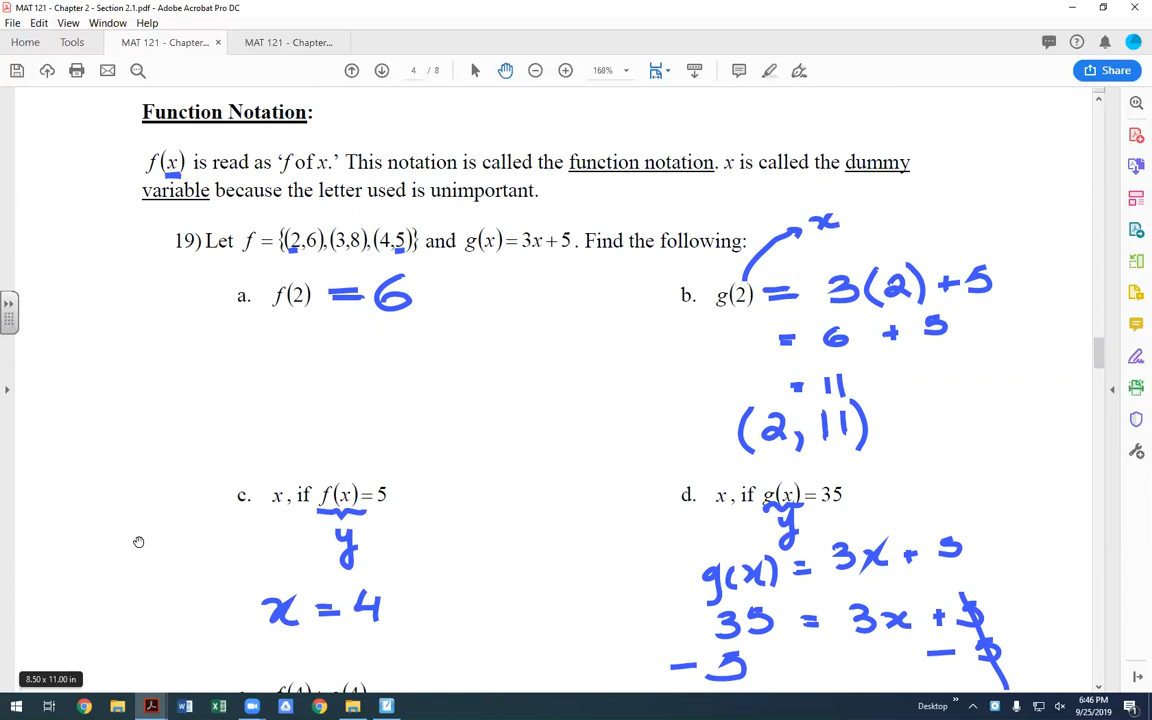 MAT 121 - Chapter 2 - Section 2.1.pdf - Adobe Acrobat Pro DC
File Edit View Window Help
Home Tools MAT 121 - Chapter... × MAT 121 - Chapter...
4 / 8 168% Share
Function Notation:
f(x) is read as 'f of x.' This notation is called the function notation. x is called the dummy
variable because the letter used is unimportant.
x
19) Let f = {(2,6),(3,8),(4,5)} and g(x) = 3x + 5. Find the following:
a. f(2) = 6
b. g(2) = 3(2) + 5
= 6 + 5
= 11
(2, 11)
c. x, if f(x) = 5
y
x = 4
d. x, if g(x) = 35
y
g(x) = 3x + 5
35 = 3x + 5
- 5 - 5
8.50 x 11.00 in
Desktop
6:46 PM
9/25/2019